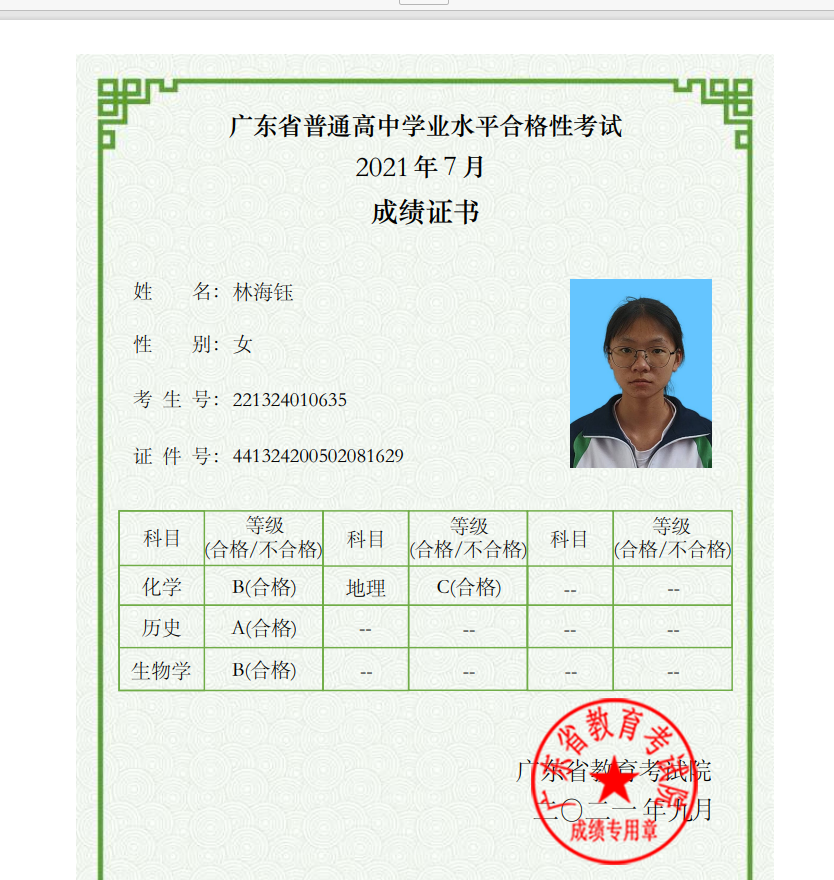 广东省普通高中学业水平合格性考试
2021 年 7 月
成绩证书
姓 名：林海钰
性 别：女
考 生 号：221324010635
证 件 号：441324200502081629
科目 等级 (合格/不合格) 科目 等级 (合格/不合格) 科目 等级 (合格/不合格)
化学 B(合格) 地理 C(合格) -- --
历史 A(合格) -- -- -- --
生物学 B(合格) -- -- -- --
广东省教育考试院
二〇二一年九月
广东省教育考试院
成绩专用章